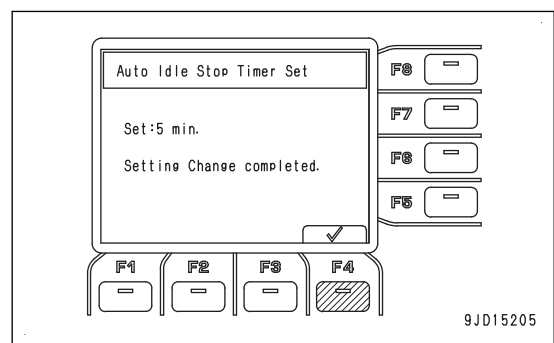 Auto Idle Stop Timer Set
Set:5 min.
Setting Change completed.
F8
F7
F6
F5
F1
F2
F3
F4
9JD15205